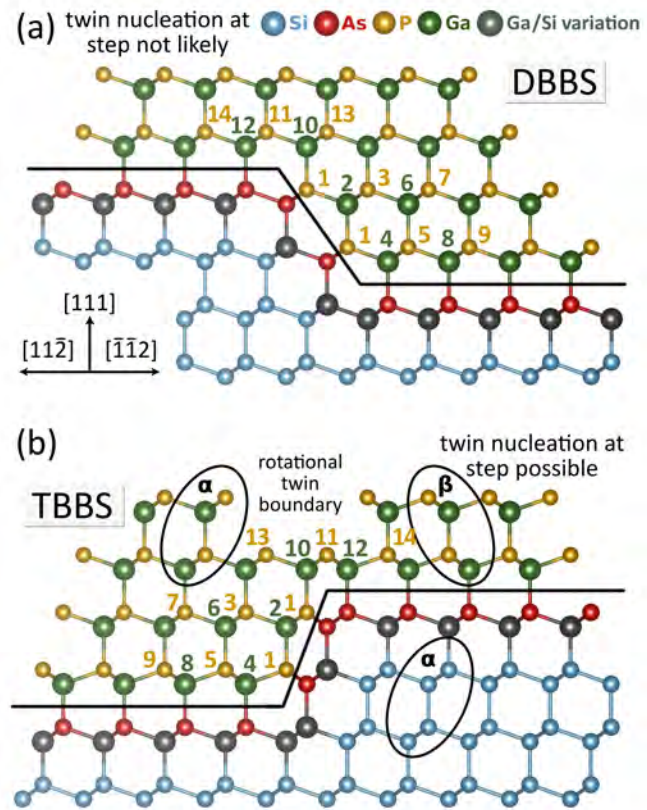 (a) twin nucleation at step not likely
Si As P Ga Ga/Si variation
DBBS
14 12 11 10 13
1 2 3 6 7
1 4 5 8 9
[111]
[112̄] [1̄1̄2]
(b)
TBBS
α
rotational twin boundary
β
twin nucleation at step possible
13 10 11 12 14
7 6 3 2 1
α
9 8 5 4 1